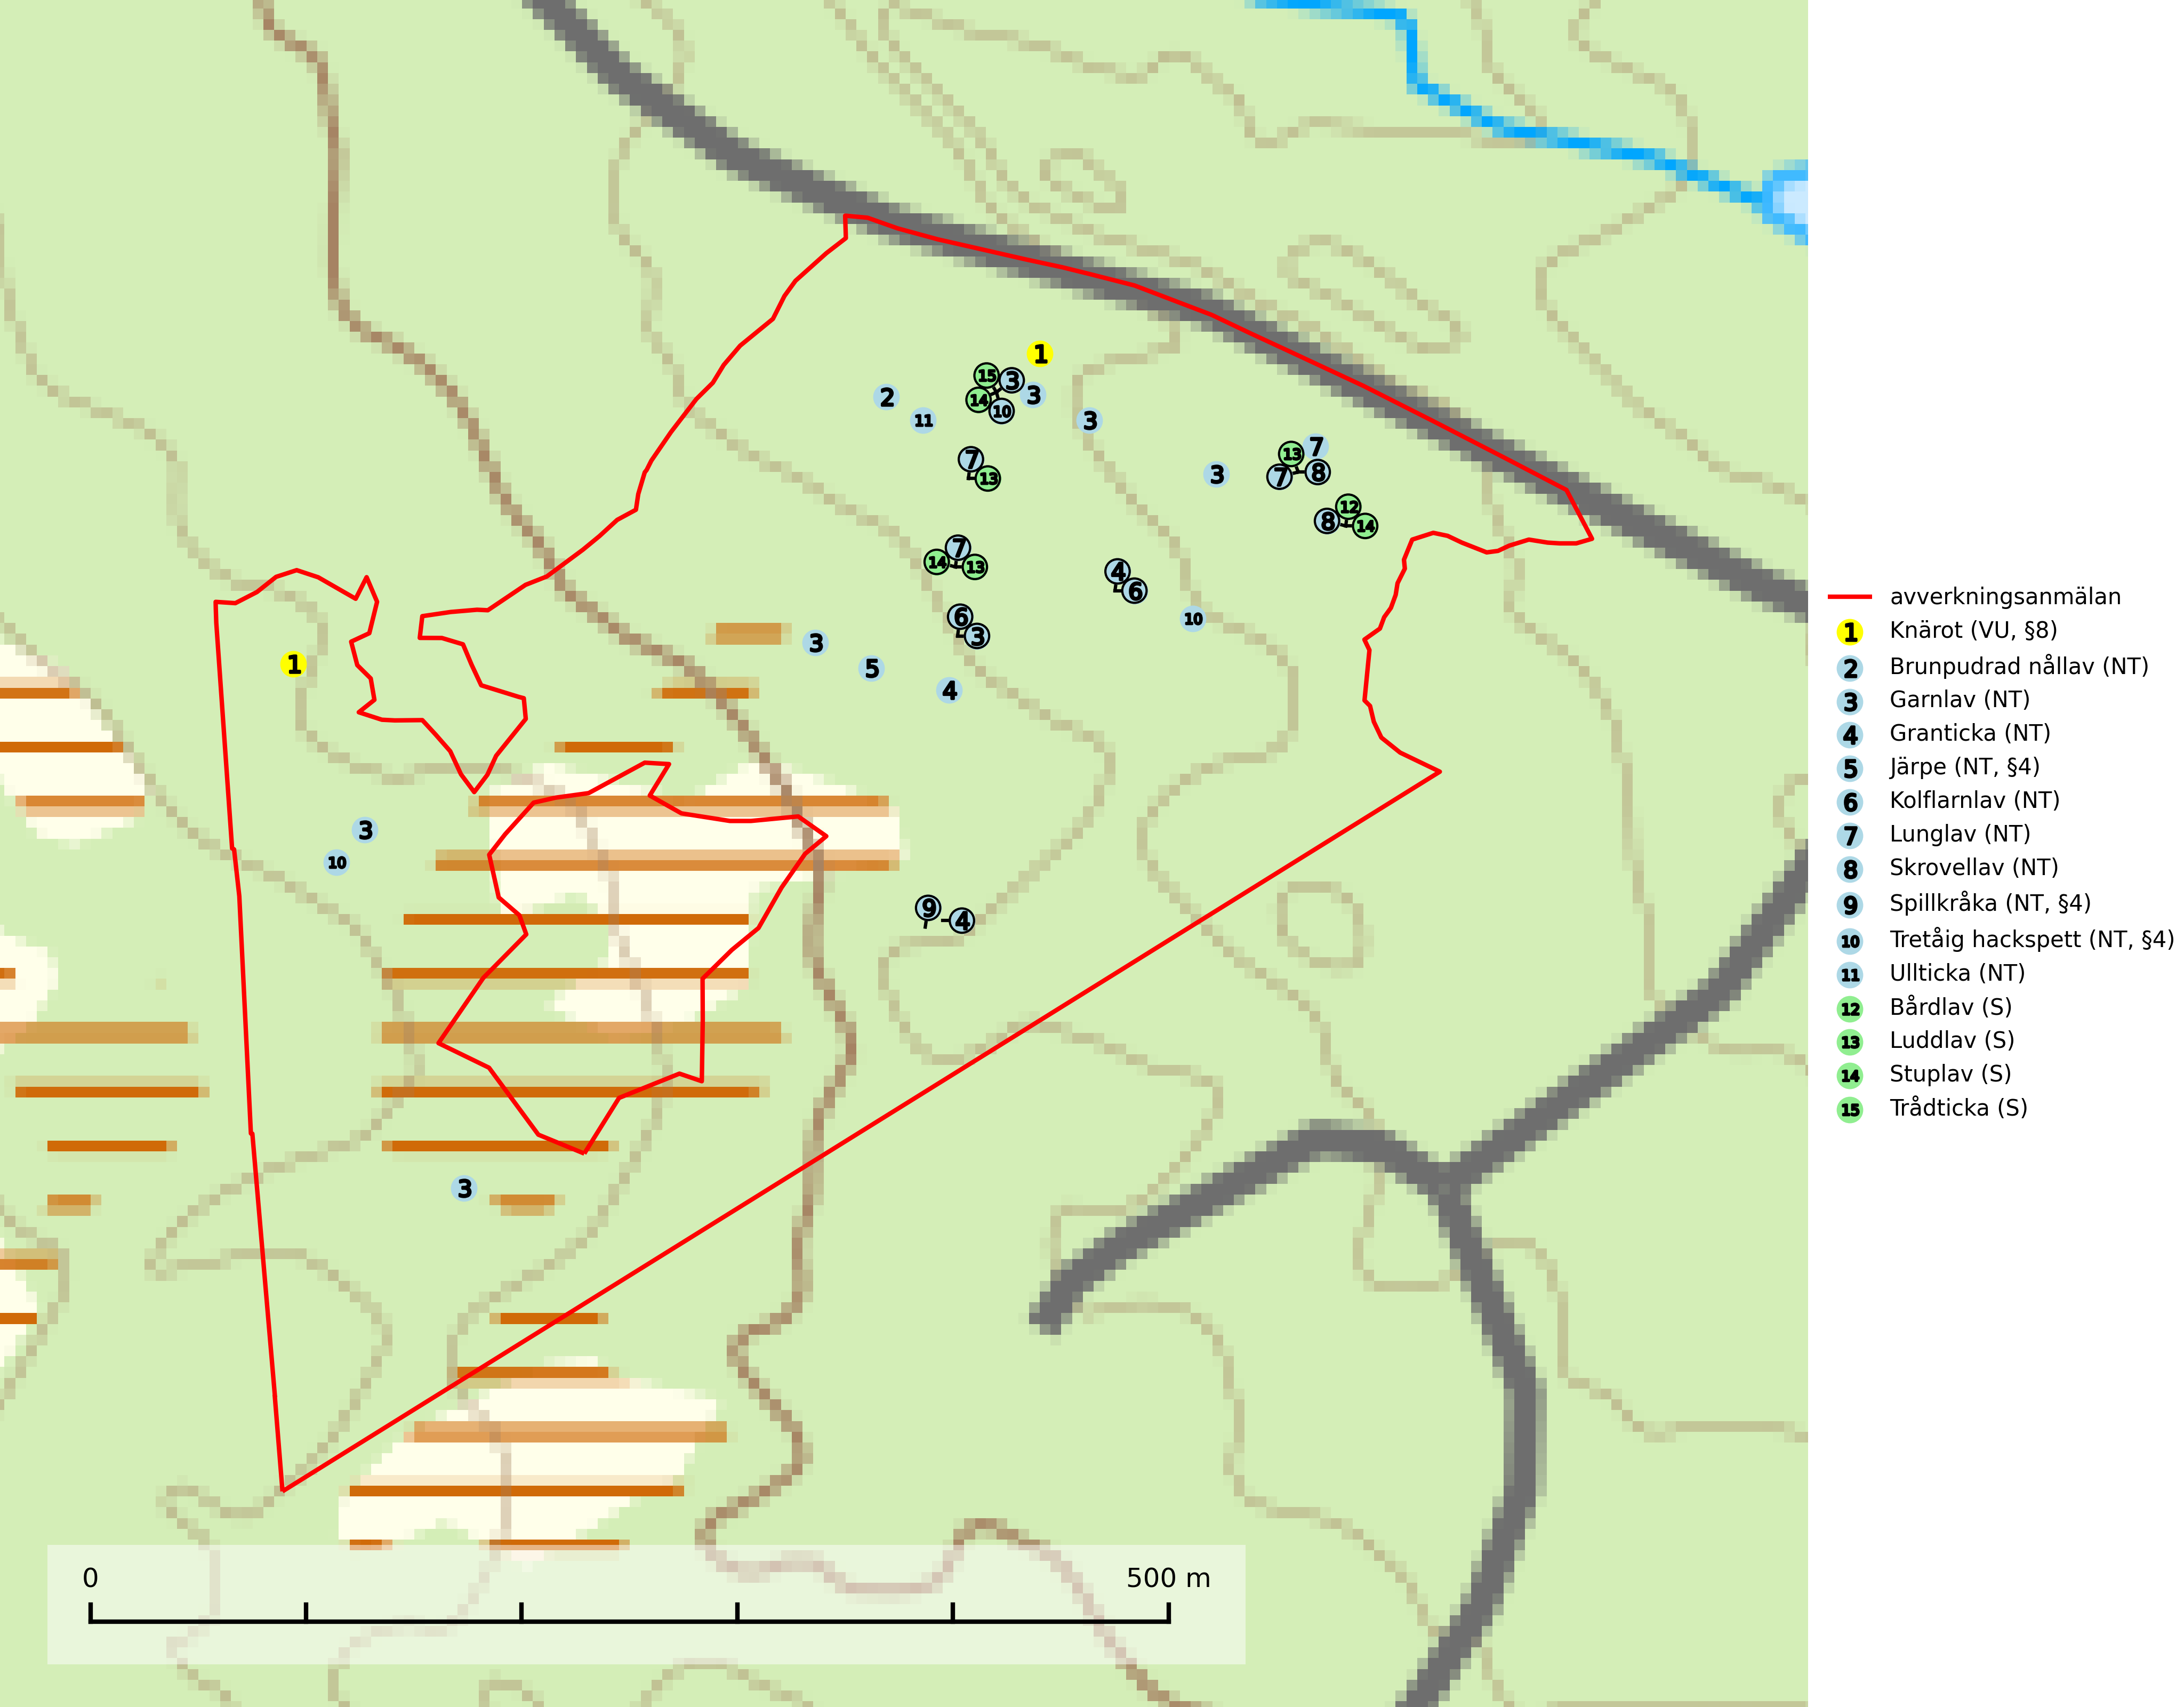 1
15
3
14
10
3
2
11
3
7
13
13
7
3
7
8
12
8
14
7
14
13
4
6
10
6
3
3
5
4
1
3
10
9
4
3
avverkningsanmälan
1 Knärot (VU, §8)
2 Brunpudrad nållav (NT)
3 Garnlav (NT)
4 Granticka (NT)
5 Järpe (NT, §4)
6 Kolflarnlav (NT)
7 Lunglav (NT)
8 Skrovellav (NT)
9 Spillkråka (NT, §4)
10 Tretåig hackspett (NT, §4)
11 Ullticka (NT)
12 Bårdlav (S)
13 Luddlav (S)
14 Stuplav (S)
15 Trådticka (S)
0 500 m